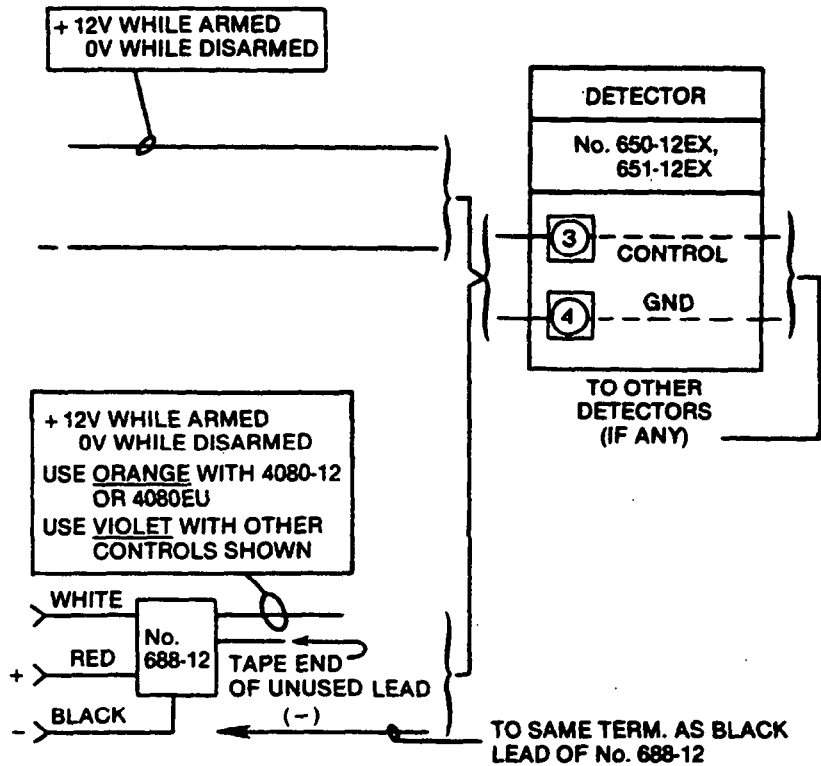 + 12V WHILE ARMED
0V WHILE DISARMED
DETECTOR
No. 650-12EX,
651-12EX
3
CONTROL
4
GND
TO OTHER
DETECTORS
(IF ANY)
-
+ 12V WHILE ARMED
0V WHILE DISARMED
USE ORANGE WITH 4080-12
OR 4080EU
USE VIOLET WITH OTHER
CONTROLS SHOWN
WHITE
No.
688-12
+ RED
TAPE END
OF UNUSED LEAD
- BLACK
(-)
TO SAME TERM. AS BLACK
LEAD OF No. 688-12